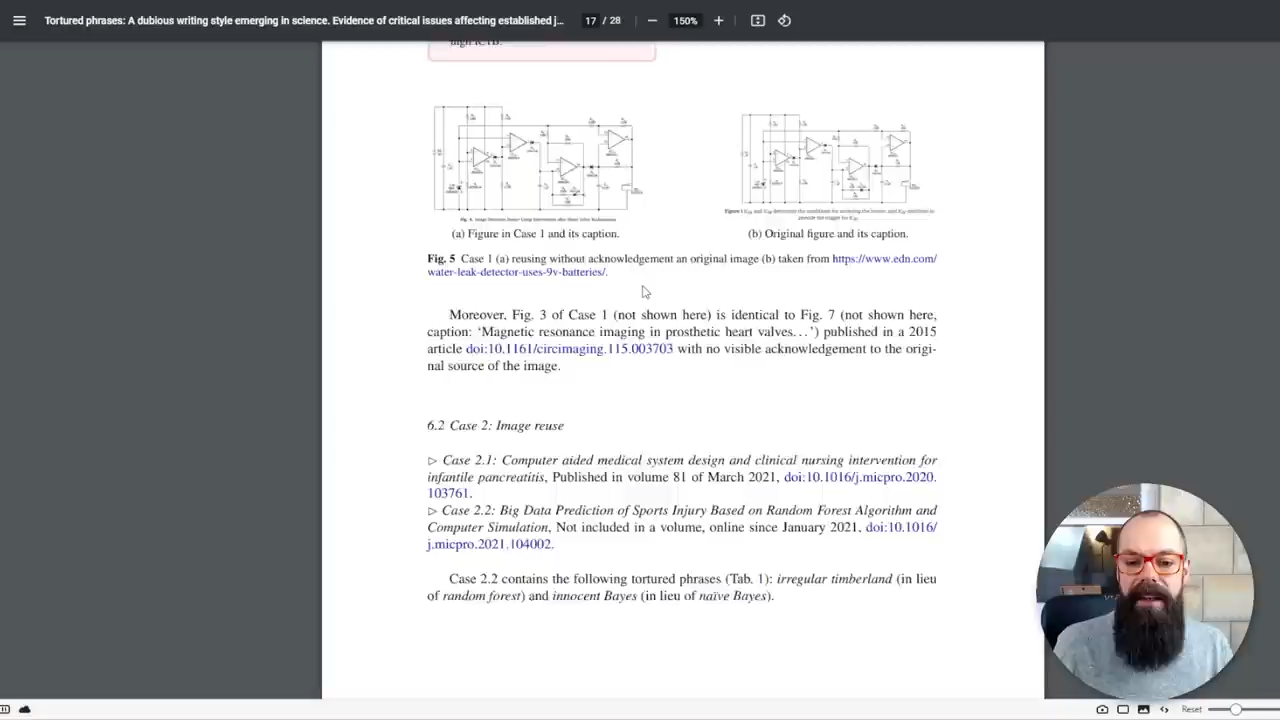 Tortured phrases: A dubious writing style emerging in science. Evidence of critical issues affecting established j...
17 / 28
150%
(a) Figure in Case 1 and its caption.
(b) Original figure and its caption.
Fig. 5 Case 1 (a) reusing without acknowledgement an original image (b) taken from https://www.edn.com/
water-leak-detector-uses-9v-batteries/.
Moreover, Fig. 3 of Case 1 (not shown here) is identical to Fig. 7 (not shown here,
caption: ‘Magnetic resonance imaging in prosthetic heart valves...’) published in a 2015
article doi:10.1161/circimaging.115.003703 with no visible acknowledgement to the origi-
nal source of the image.
6.2 Case 2: Image reuse
▷ Case 2.1: Computer aided medical system design and clinical nursing intervention for
infantile pancreatitis, Published in volume 81 of March 2021, doi:10.1016/j.micpro.2020.
103761.
▷ Case 2.2: Big Data Prediction of Sports Injury Based on Random Forest Algorithm and
Computer Simulation, Not included in a volume, online since January 2021, doi:10.1016/
j.micpro.2021.104002.
Case 2.2 contains the following tortured phrases (Tab. 1): irregular timberland (in lieu
of random forest) and innocent Bayes (in lieu of naïve Bayes).
Reset